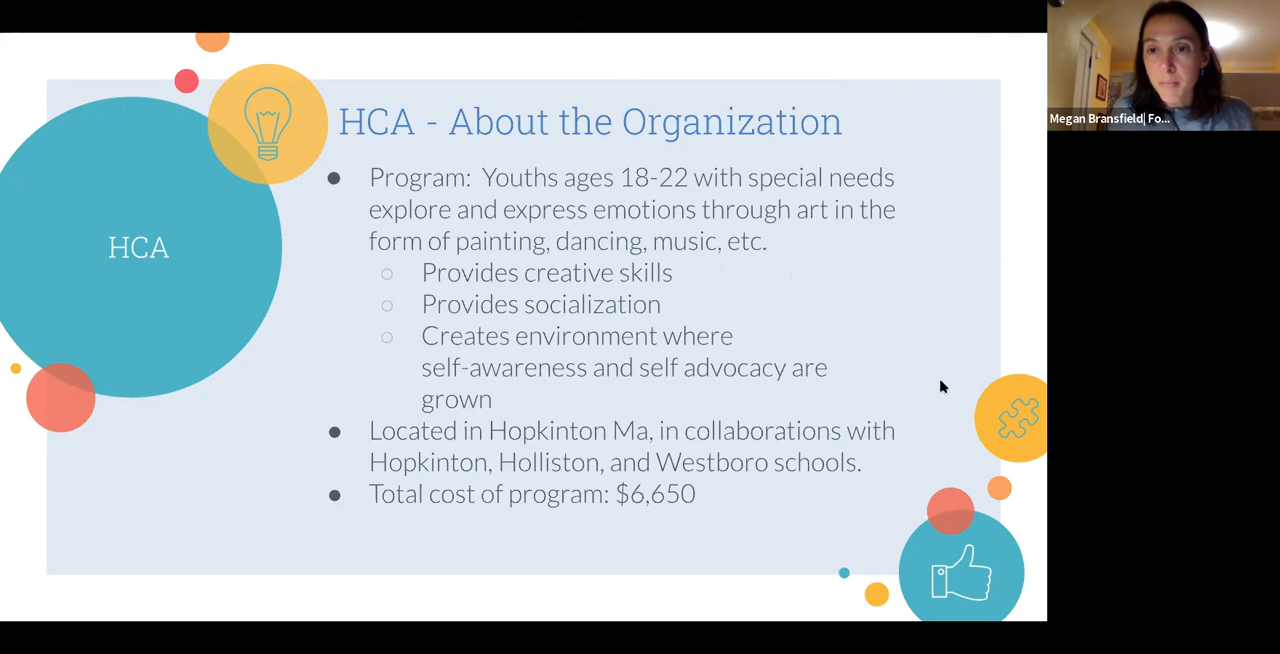 HCA - About the Organization
HCA
● Program: Youths ages 18-22 with special needs
explore and express emotions through art in the
form of painting, dancing, music, etc.
○ Provides creative skills
○ Provides socialization
○ Creates environment where
self-awareness and self advocacy are
grown
● Located in Hopkinton Ma, in collaborations with
Hopkinton, Holliston, and Westboro schools.
● Total cost of program: $6,650
Megan Bransfield| Fo...